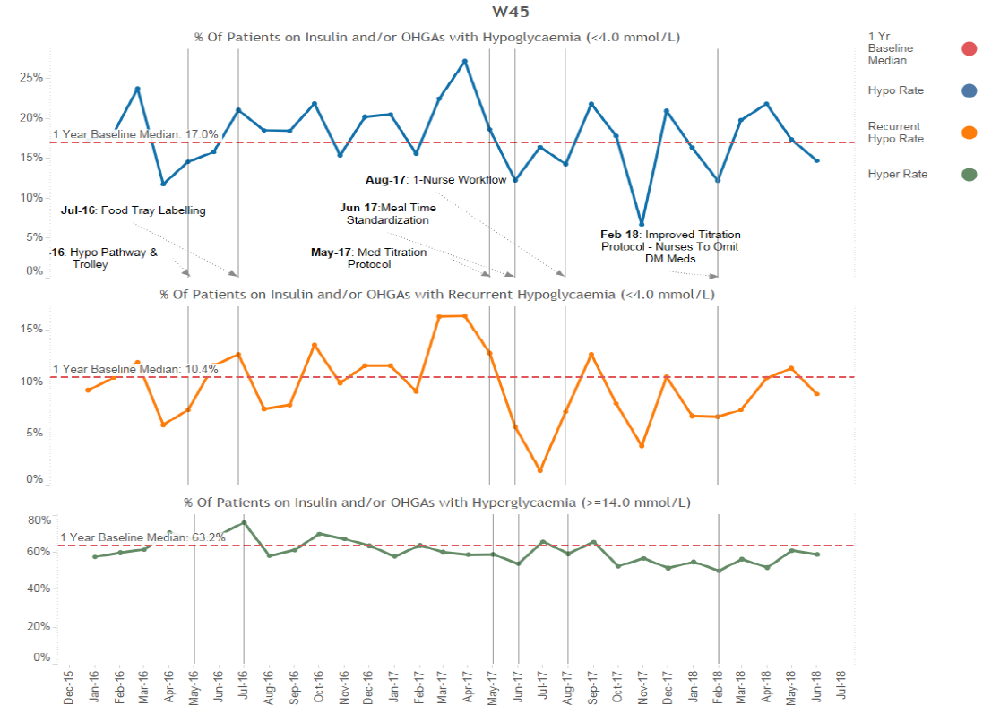 W45
% Of Patients on Insulin and/or OHGAs with Hypoglycaemia (<4.0 mmol/L)
25%
20%
15%
10%
5%
0%
1 Year Baseline Median: 17.0%
Aug-17: 1-Nurse Workflow
Jul-16: Food Tray Labelling
Jun-17:Meal Time
Standardization
-16: Hypo Pathway &
Trolley
May-17: Med Titration
Protocol
Feb-18: Improved Titration
Protocol - Nurses To Omit
DM Meds
% Of Patients on Insulin and/or OHGAs with Recurrent Hypoglycaemia (<4.0 mmol/L)
15%
10%
5%
0%
1 Year Baseline Median: 10.4%
% Of Patients on Insulin and/or OHGAs with Hyperglycaemia (>=14.0 mmol/L)
80%
60%
40%
20%
0%
1 Year Baseline Median: 63.2%
Dec-15
Jan-16
Feb-16
Mar-16
Apr-16
May-16
Jun-16
Jul-16
Aug-16
Sep-16
Oct-16
Nov-16
Dec-16
Jan-17
Feb-17
Mar-17
Apr-17
May-17
Jun-17
Jul-17
Aug-17
Sep-17
Oct-17
Nov-17
Dec-17
Jan-18
Feb-18
Mar-18
Apr-18
May-18
Jun-18
Jul-18
1 Yr
Baseline
Median
Hypo Rate
Recurrent
Hypo Rate
Hyper Rate